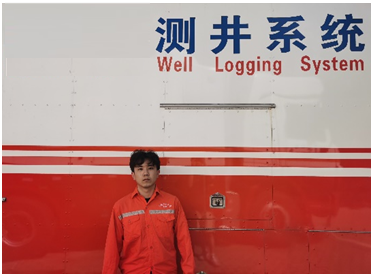 测井系统
Well Logging System